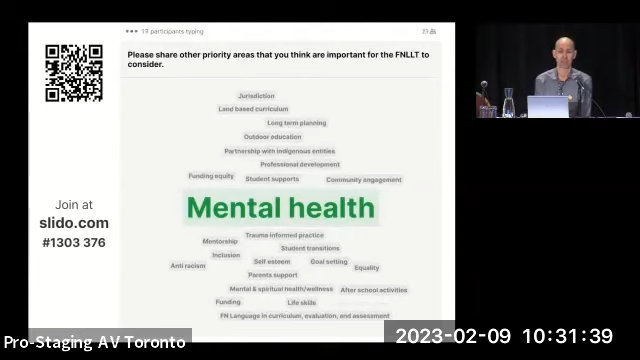 19 participants typing
Please share other priority areas that you think are important for the FNLLT to
consider.
Jurisdiction
Land based curriculum
Long term planning
Outdoor education
Partnership with indigenous entities
Professional development
Funding equity
Student supports
Community engagement
Mental health
Trauma informed practice
Mentorship
Student transitions
Inclusion
Self esteem
Goal setting
Anti racism
Equality
Parents support
Mental & spiritual health/wellness
After school activities
Funding
Life skills
FN Language in curriculum, evaluation, and assessment
Join at
slido.com
#1303 376
Pro-Staging AV Toronto
2023-02-09 10:31:39